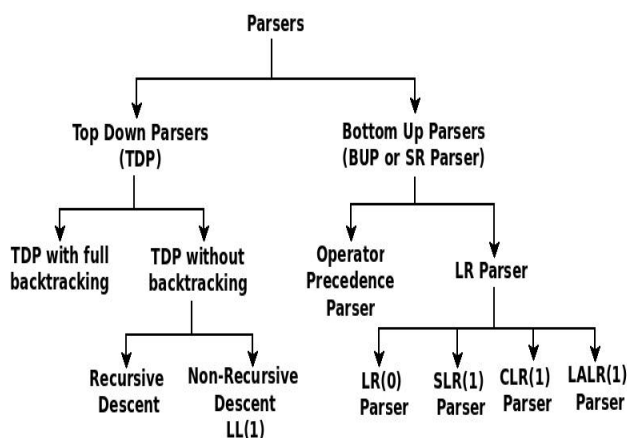 Parsers
Top Down Parsers
(TDP)
Bottom Up Parsers
(BUP or SR Parser)
TDP with full
backtracking
TDP without
backtracking
Operator
Precedence
Parser
LR Parser
Recursive
Descent
Non-Recursive
Descent
LL(1)
LR(0)
Parser
SLR(1)
Parser
CLR(1)
Parser
LALR(1)
Parser